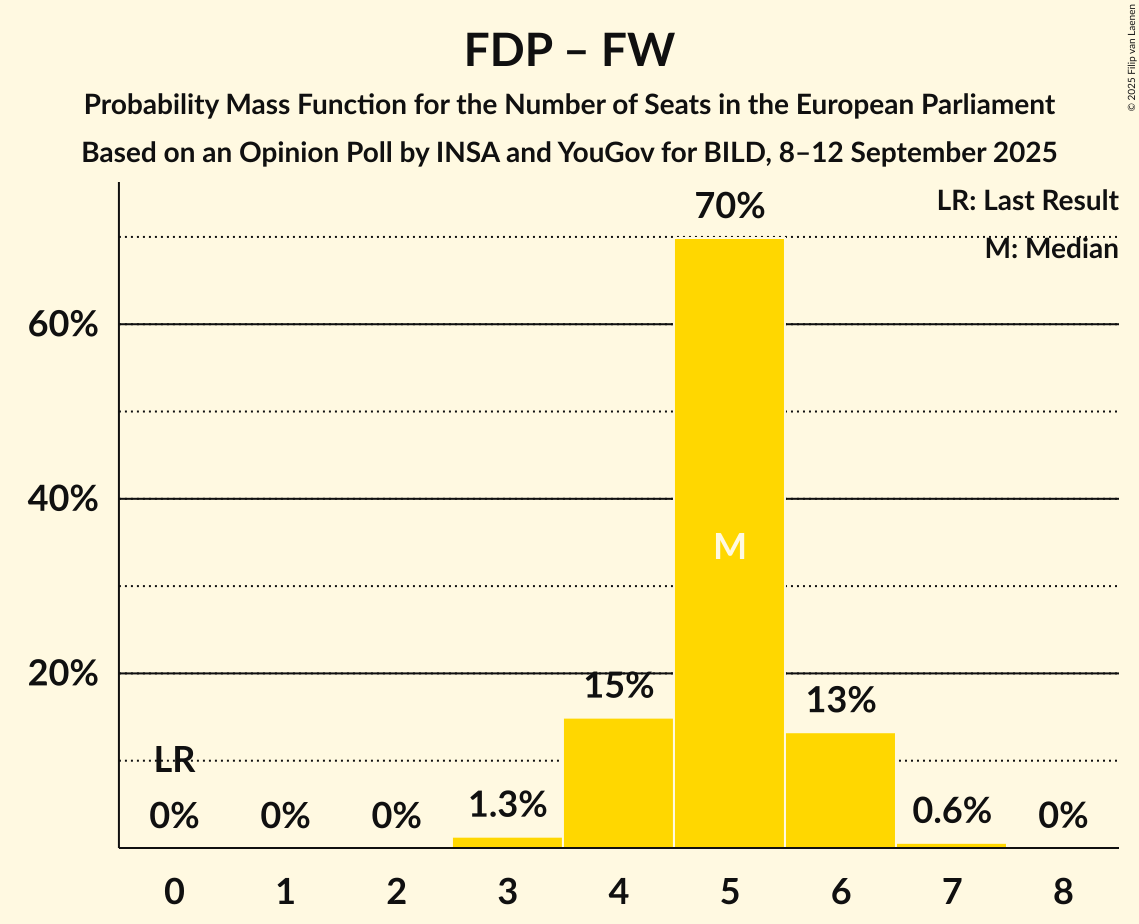 FDP – FW
Probability Mass Function for the Number of Seats in the European Parliament
Based on an Opinion Poll by INSA and YouGov for BILD, 8–12 September 2025
© 2025 Filip van Laenen
LR: Last Result
M: Median
70%
60%
40%
20%
M
15%
13%
LR
0%
0%
0%
1.3%
0.6%
0%
0 1 2 3 4 5 6 7 8